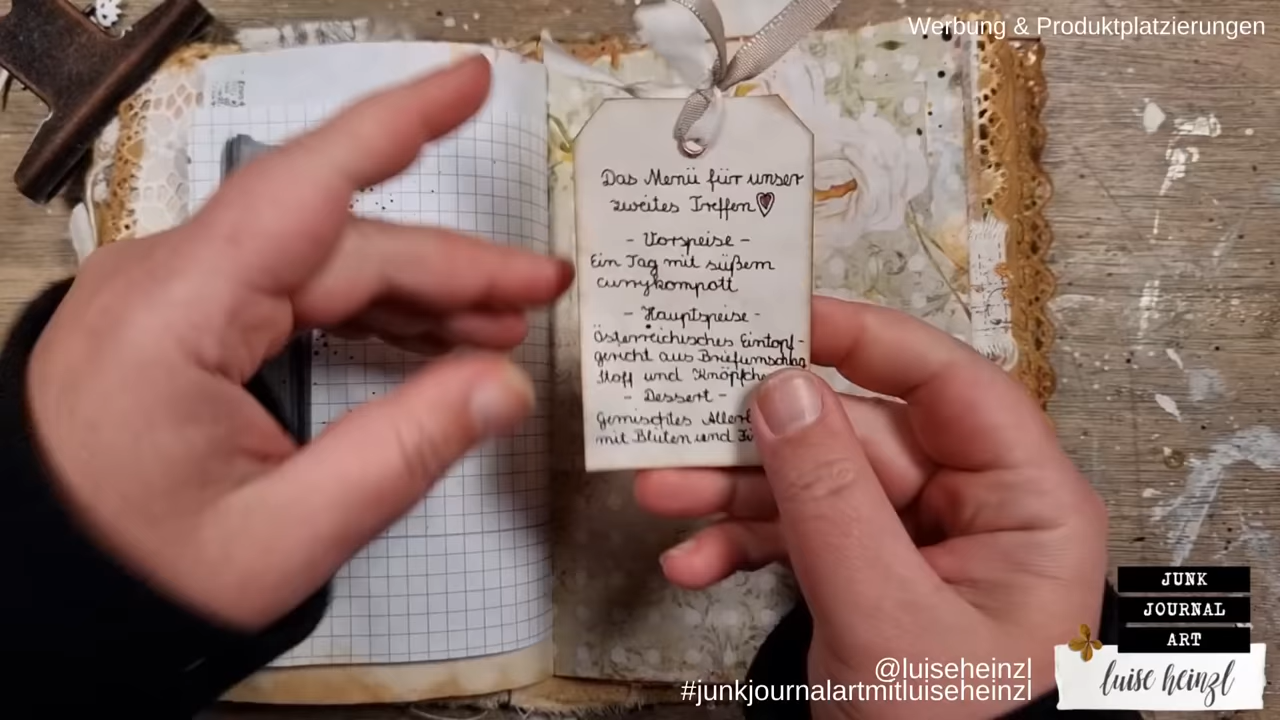 Werbung & Produktplatzierungen
Das Menü für unser
zweites Treffen
- Vorspeise -
Ein Tag mit süßem
Currykompott
- Hauptspeise -
Österreichisches Eintopf-
gericht aus Briefumschlag
Stoff und
- Dessert -
Gemischtes
mit Blüten und
JUNK
JOURNAL
ART
luise heinzl
@luiseheinzl
#junkjournalartmitluiseheinzl